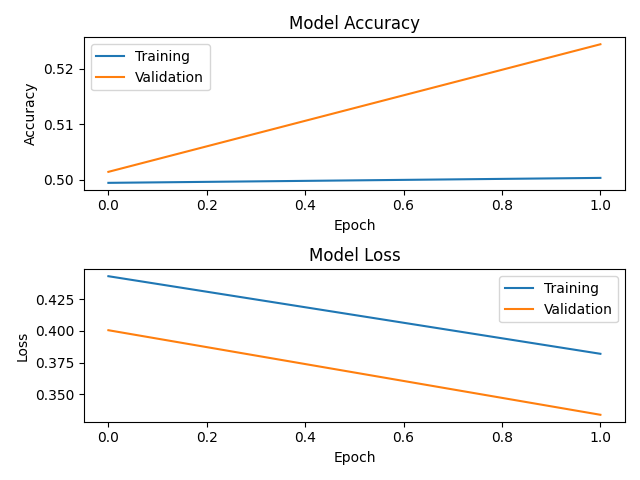 Model Accuracy
Training
Validation
0.52
0.51
0.50
Accuracy
0.0 0.2 0.4 0.6 0.8 1.0
Epoch
Model Loss
Training
Validation
0.425
0.400
0.375
0.350
Loss
0.0 0.2 0.4 0.6 0.8 1.0
Epoch